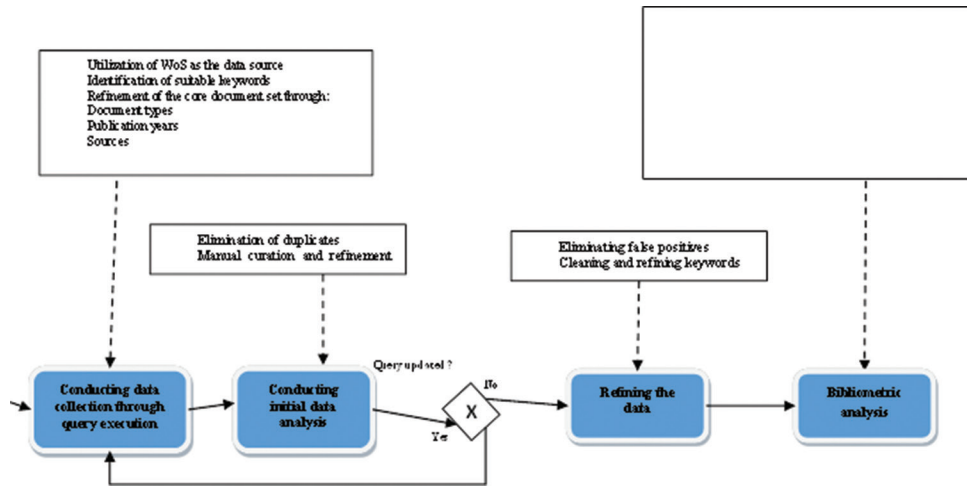 Utilization of WoS as the data source
Identification of suitable keywords
Refinement of the core document set through:
Document types
Publication years
Sources
Elimination of duplicates
Manual curation and refinement
Eliminating false positives
Cleaning and refining keywords
Conducting data
collection through
query execution
Conducting
initial data
analysis
Query updated ?
X
Yes
No
Refining the
data
Bibliometric
analysis